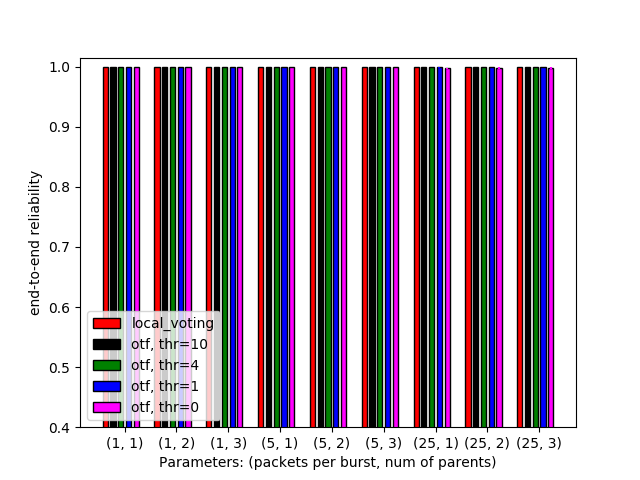 1.0
0.9
0.8
0.7
0.6
0.5
0.4
end-to-end reliability
local_voting
otf, thr=10
otf, thr=4
otf, thr=1
otf, thr=0
(1, 1) (1, 2) (1, 3) (5, 1) (5, 2) (5, 3) (25, 1) (25, 2) (25, 3)
Parameters: (packets per burst, num of parents)